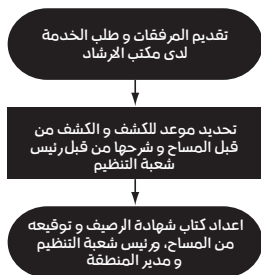 تقديم المرفقات و طلب الخدمة
لدى مكتب الارشاد
تحديد موعد للكشف و الكشف من
قبل المساح و شرحها من قبل رئيس
شعبة التنظيم
اعداد كتاب شهادة الرصيف و توقيعه
من المساح، ورئيس شعبة التنظيم
و مدير المنطقة